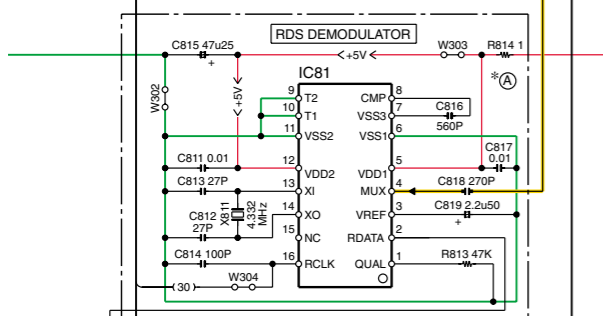 RDS DEMODULATOR
C815 47u25
+
+5V
W303
R814 1
*A
IC81
W302
+5V
9 T2
10 T1
11 VSS2
12 VDD2
13 XI
14 XO
15 NC
16 RCLK
CMP 8
VSS3 7
VSS1 6
VDD1 5
MUX 4
VREF 3
RDATA 2
QUAL 1
C816
560P
C817
0.01
C811 0.01
C813 27P
X811
4.332
MHz
C812
27P
C814 100P
30
W304
C818 270P
C819 2.2u50
+
R813 47K